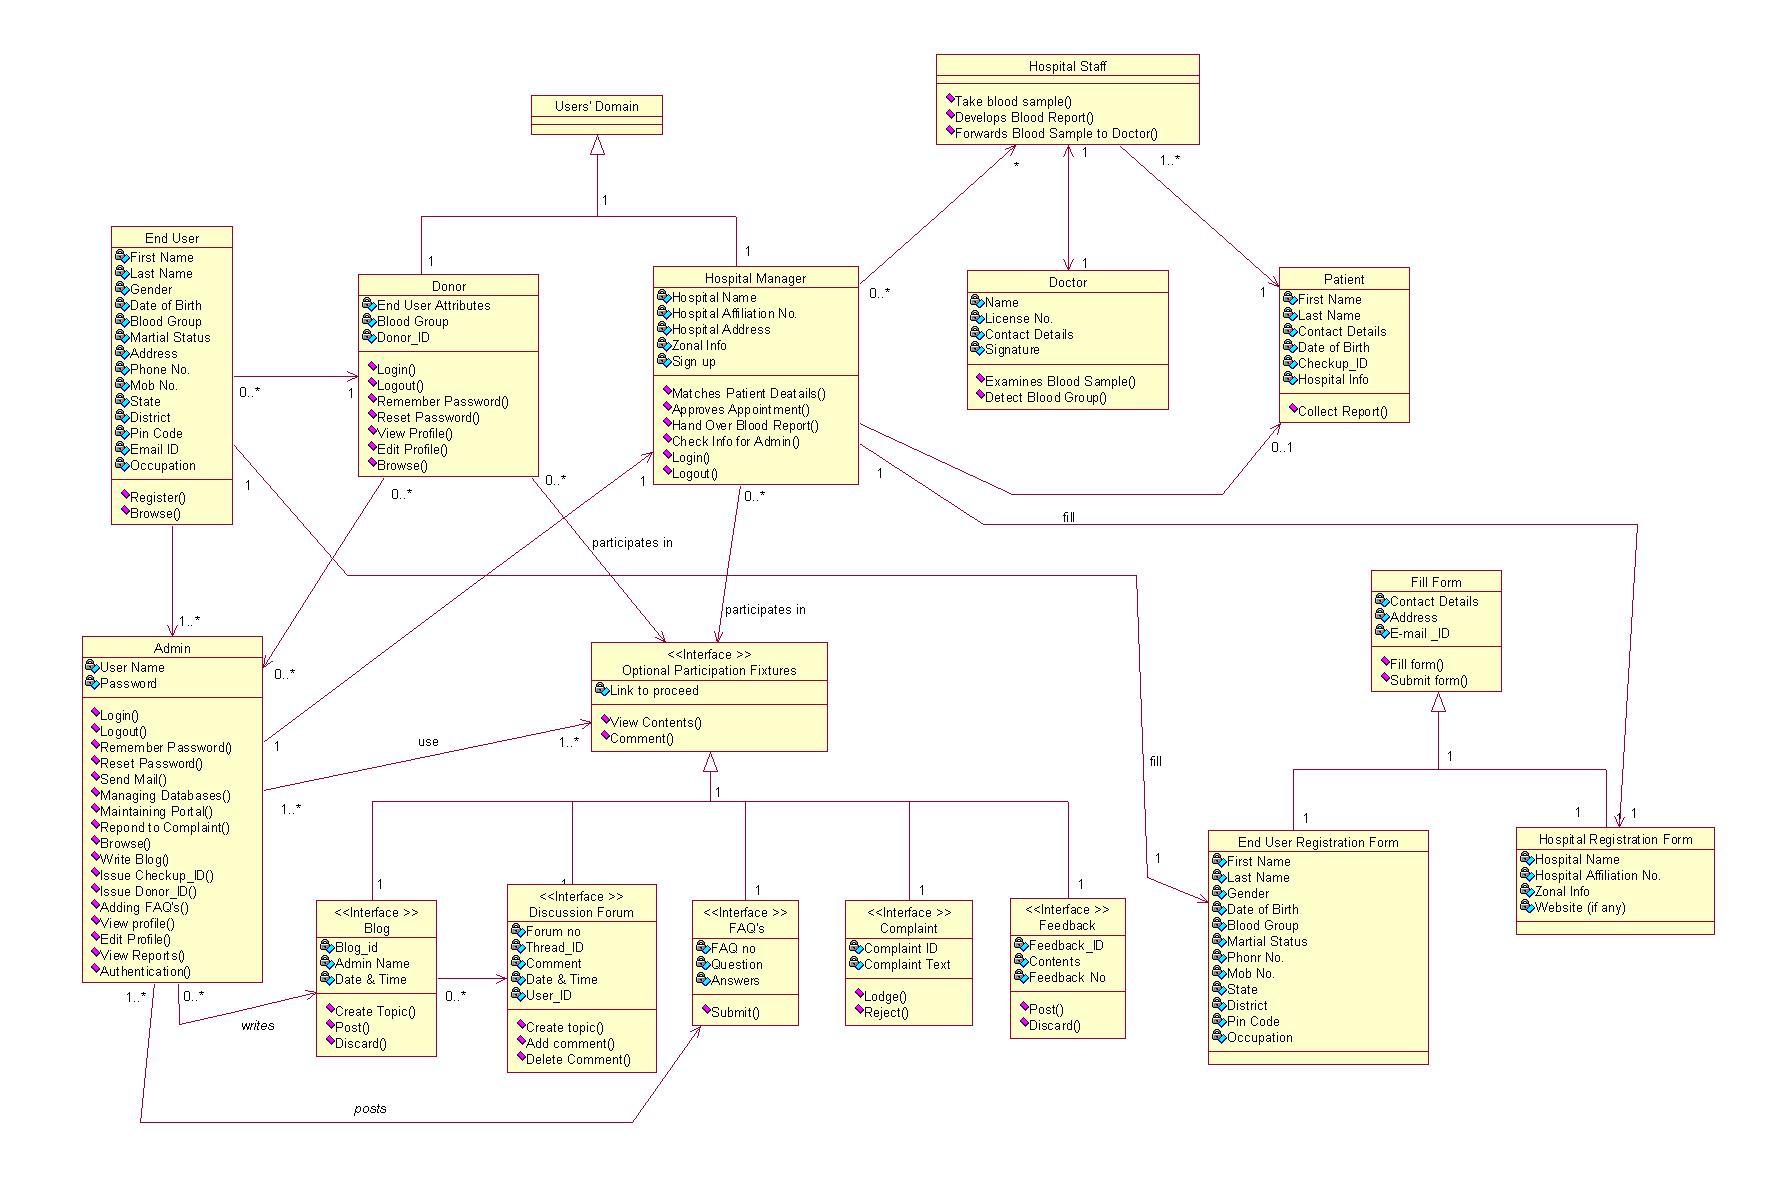 Hospital Staff
Take blood sample()
Develops Blood Report()
Forwards Blood Sample to Doctor()
*
1
1..*
Users' Domain
1
1
1
End User
First Name
Last Name
Gender
Date of Birth
Blood Group
Martial Status
Address
Phone No.
Mob No.
State
District
Pin Code
Email ID
Occupation
Register()
Browse()
0..*
1
1
1..*
Donor
End User Attributes
Blood Group
Donor_ID
Login()
Logout()
Remember Password()
Reset Password()
View Profile()
Edit Profile()
Browse()
0..*
0..*
Hospital Manager
Hospital Name
Hospital Affiliation No.
Hospital Address
Zonal Info
Sign up
Matches Patient Deatails()
Approves Appointment()
Hand Over Blood Report()
Check Info for Admin()
Login()
Logout()
0..*
1
1
0..*
Doctor
Name
License No.
Contact Details
Signature
Examines Blood Sample()
Detect Blood Group()
1
Patient
First Name
Last Name
Contact Details
Date of Birth
Checkup_ID
Hospital Info
Collect Report()
1
0..1
fill
participates in
participates in
Admin
User Name
Password
Login()
Logout()
Remember Password()
Reset Password()
Send Mail()
Managing Databases()
Maintaining Portal()
Repond to Complaint()
Browse()
Write Blog()
Issue Checkup_ID()
Issue Donor_ID()
Adding FAQ's()
View profile()
Edit Profile()
View Reports()
Authentication()
0..*
1
use
1..*
1..*
1..*
0..*
writes
posts
<<Interface >>
Optional Participation Fixtures
Link to proceed
View Contents()
Comment()
1
Fill Form
Contact Details
Address
E-mail _ID
Fill form()
Submit form()
1
fill
1
1
1
1
<<Interface >>
Blog
Blog_id
Admin Name
Date & Time
Create Topic()
Post()
Discard()
1
0..*
<<Interface >>
Discussion Forum
Forum no
Thread_ID
Comment
Date & Time
User_ID
Create topic()
Add comment()
Delete Comment()
1
<<Interface >>
FAQ's
FAQ no
Question
Answers
Submit()
1
<<Interface >>
Complaint
Complaint ID
Complaint Text
Lodge()
Reject()
1
<<Interface >>
Feedback
Feedback_ID
Contents
Feedback No
Post()
Discard()
1
End User Registration Form
First Name
Last Name
Gender
Date of Birth
Blood Group
Martial Status
Phonr No.
Mob No.
State
District
Pin Code
Occupation
Hospital Registration Form
Hospital Name
Hospital Affiliation No.
Zonal Info
Website (if any)